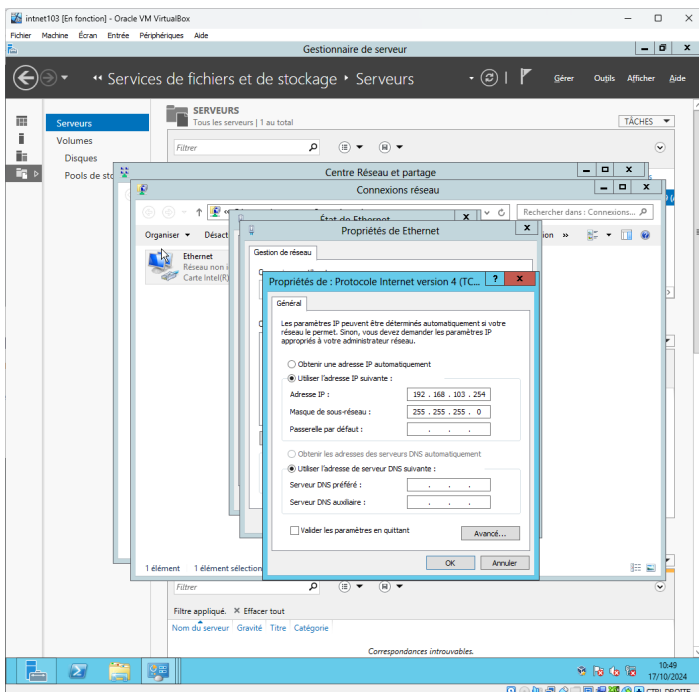 intnet103 [En fonction] - Oracle VM VirtualBox
Fichier Machine Écran Entrée Périphériques Aide
Gestionnaire de serveur
Services de fichiers et de stockage ‣ Serveurs
Gérer Outils Afficher Aide
Serveurs
Volumes
Disques
Pools de sto
SERVEURS
Tous les serveurs | 1 au total
TÂCHES
Filtrer
Centre Réseau et partage
Connexions réseau
Rechercher dans : Connexions...
Organiser Désact
ion »
Ethernet
Réseau non i
Carte Intel(R)
État de Ethernet
Propriétés de Ethernet
Gestion de réseau
Propriétés de : Protocole Internet version 4 (TC...
Général
Les paramètres IP peuvent être déterminés automatiquement si votre
réseau le permet. Sinon, vous devez demander les paramètres IP
appropriés à votre administrateur réseau.
Obtenir une adresse IP automatiquement
Utiliser l'adresse IP suivante :
Adresse IP : 192 . 168 . 103 . 254
Masque de sous-réseau : 255 . 255 . 255 . 0
Passerelle par défaut : . . .
Obtenir les adresses des serveurs DNS automatiquement
Utiliser l'adresse de serveur DNS suivante :
Serveur DNS préféré : . . .
Serveur DNS auxiliaire : . . .
Valider les paramètres en quittant
Avancé...
OK Annuler
1 élément 1 élément sélection
Filtrer
Filtre appliqué. Effacer tout
Nom du serveur Gravité Titre Catégorie
Correspondances introuvables.
10:49
17/10/2024
CTRL DROITE